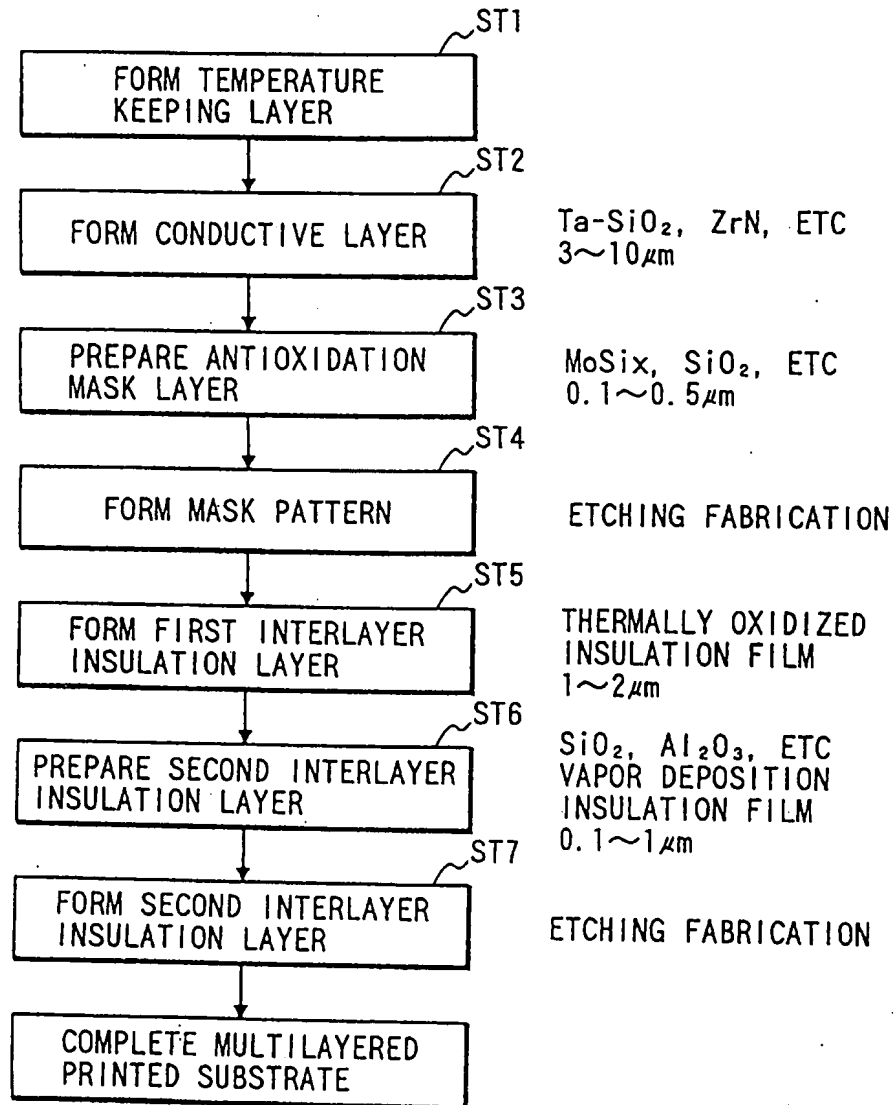 ST1
FORM TEMPERATURE
KEEPING LAYER
ST2
FORM CONDUCTIVE LAYER
Ta-SiO₂, ZrN, ETC
3～10μm
ST3
PREPARE ANTIOXIDATION
MASK LAYER
MoSix, SiO₂, ETC
0.1～0.5μm
ST4
FORM MASK PATTERN
ETCHING FABRICATION
ST5
FORM FIRST INTERLAYER
INSULATION LAYER
THERMALLY OXIDIZED
INSULATION FILM
1～2μm
ST6
PREPARE SECOND INTERLAYER
INSULATION LAYER
SiO₂, Al₂O₃, ETC
VAPOR DEPOSITION
INSULATION FILM
0.1～1μm
ST7
FORM SECOND INTERLAYER
INSULATION LAYER
ETCHING FABRICATION
COMPLETE MULTILAYERED
PRINTED SUBSTRATE